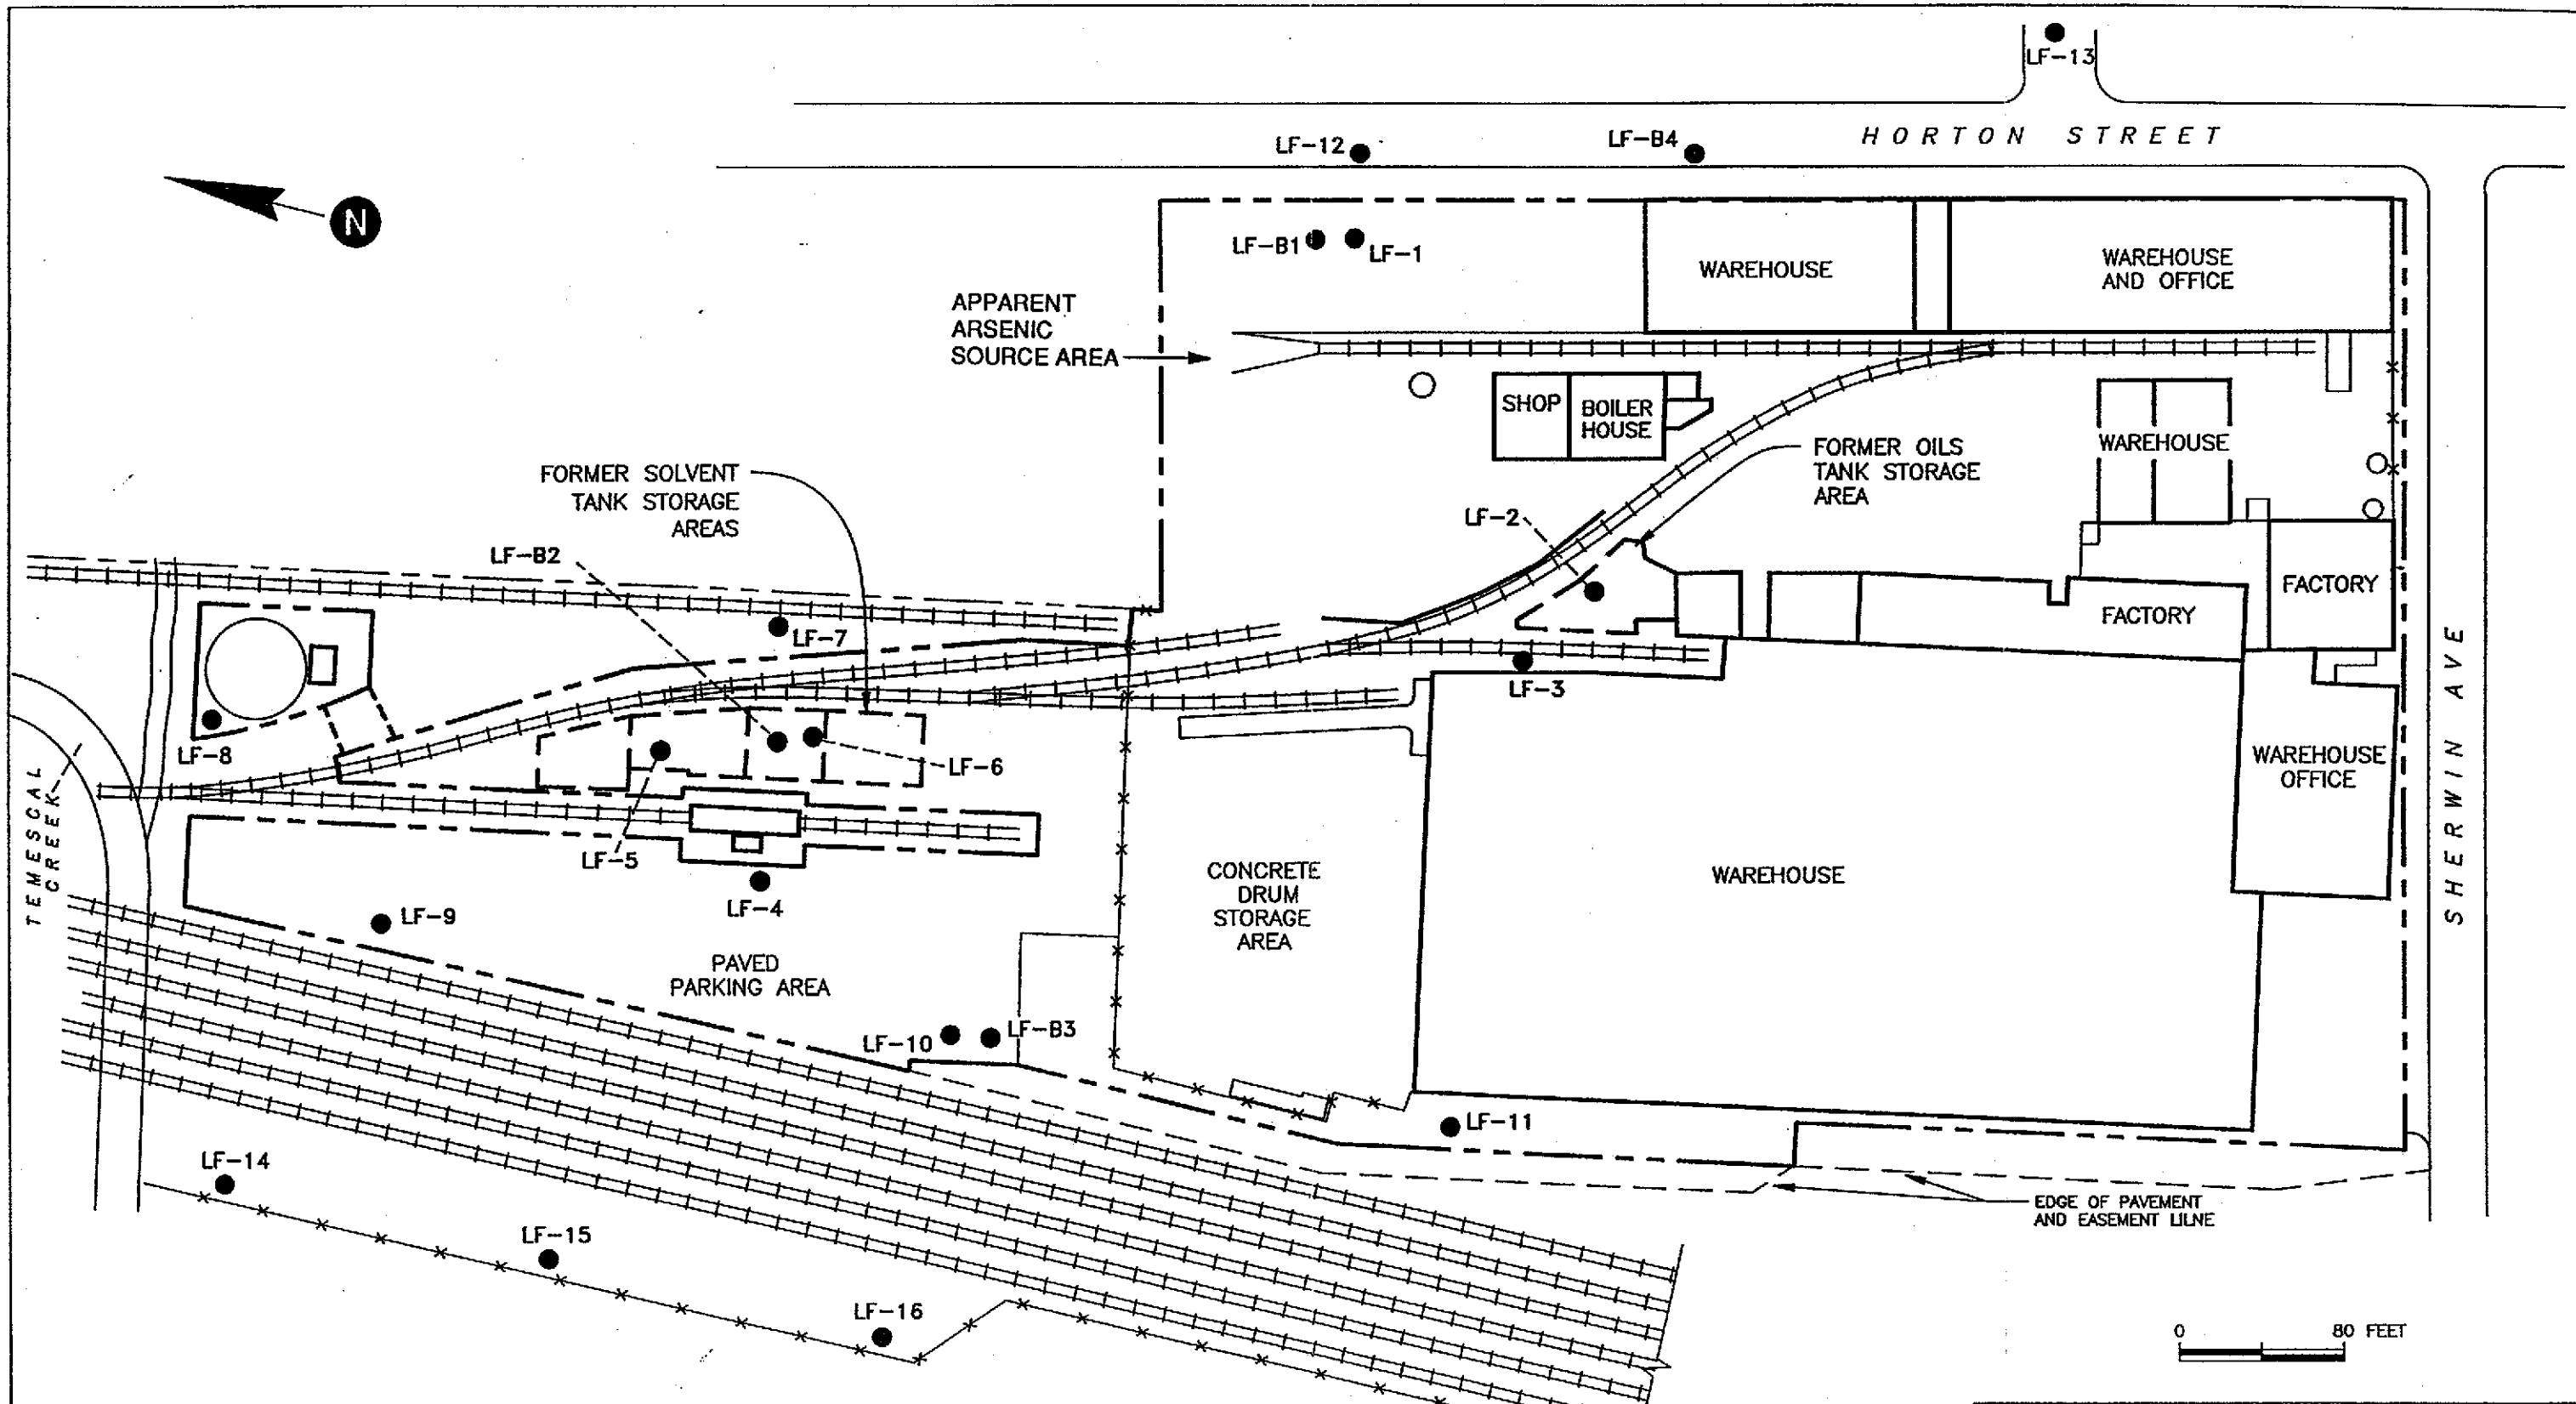 LF-13
HORTON STREET
LF-12
LF-B4
N
LF-B1
LF-1
WAREHOUSE
WAREHOUSE
AND OFFICE
APPARENT
ARSENIC
SOURCE AREA
SHOP
BOILER
HOUSE
FORMER OILS
TANK STORAGE
AREA
WAREHOUSE
FORMER SOLVENT
TANK STORAGE
AREAS
LF-2
LF-B2
FACTORY
FACTORY
LF-7
LF-3
LF-8
LF-6
WAREHOUSE
OFFICE
SHERWIN AVE
TEMESCAL
CREEK
LF-5
LF-4
LF-9
CONCRETE
DRUM
STORAGE
AREA
WAREHOUSE
PAVED
PARKING AREA
LF-10
LF-B3
LF-11
LF-14
EDGE OF PAVEMENT
AND EASEMENT LILNE
LF-15
LF-16
0 80 FEET